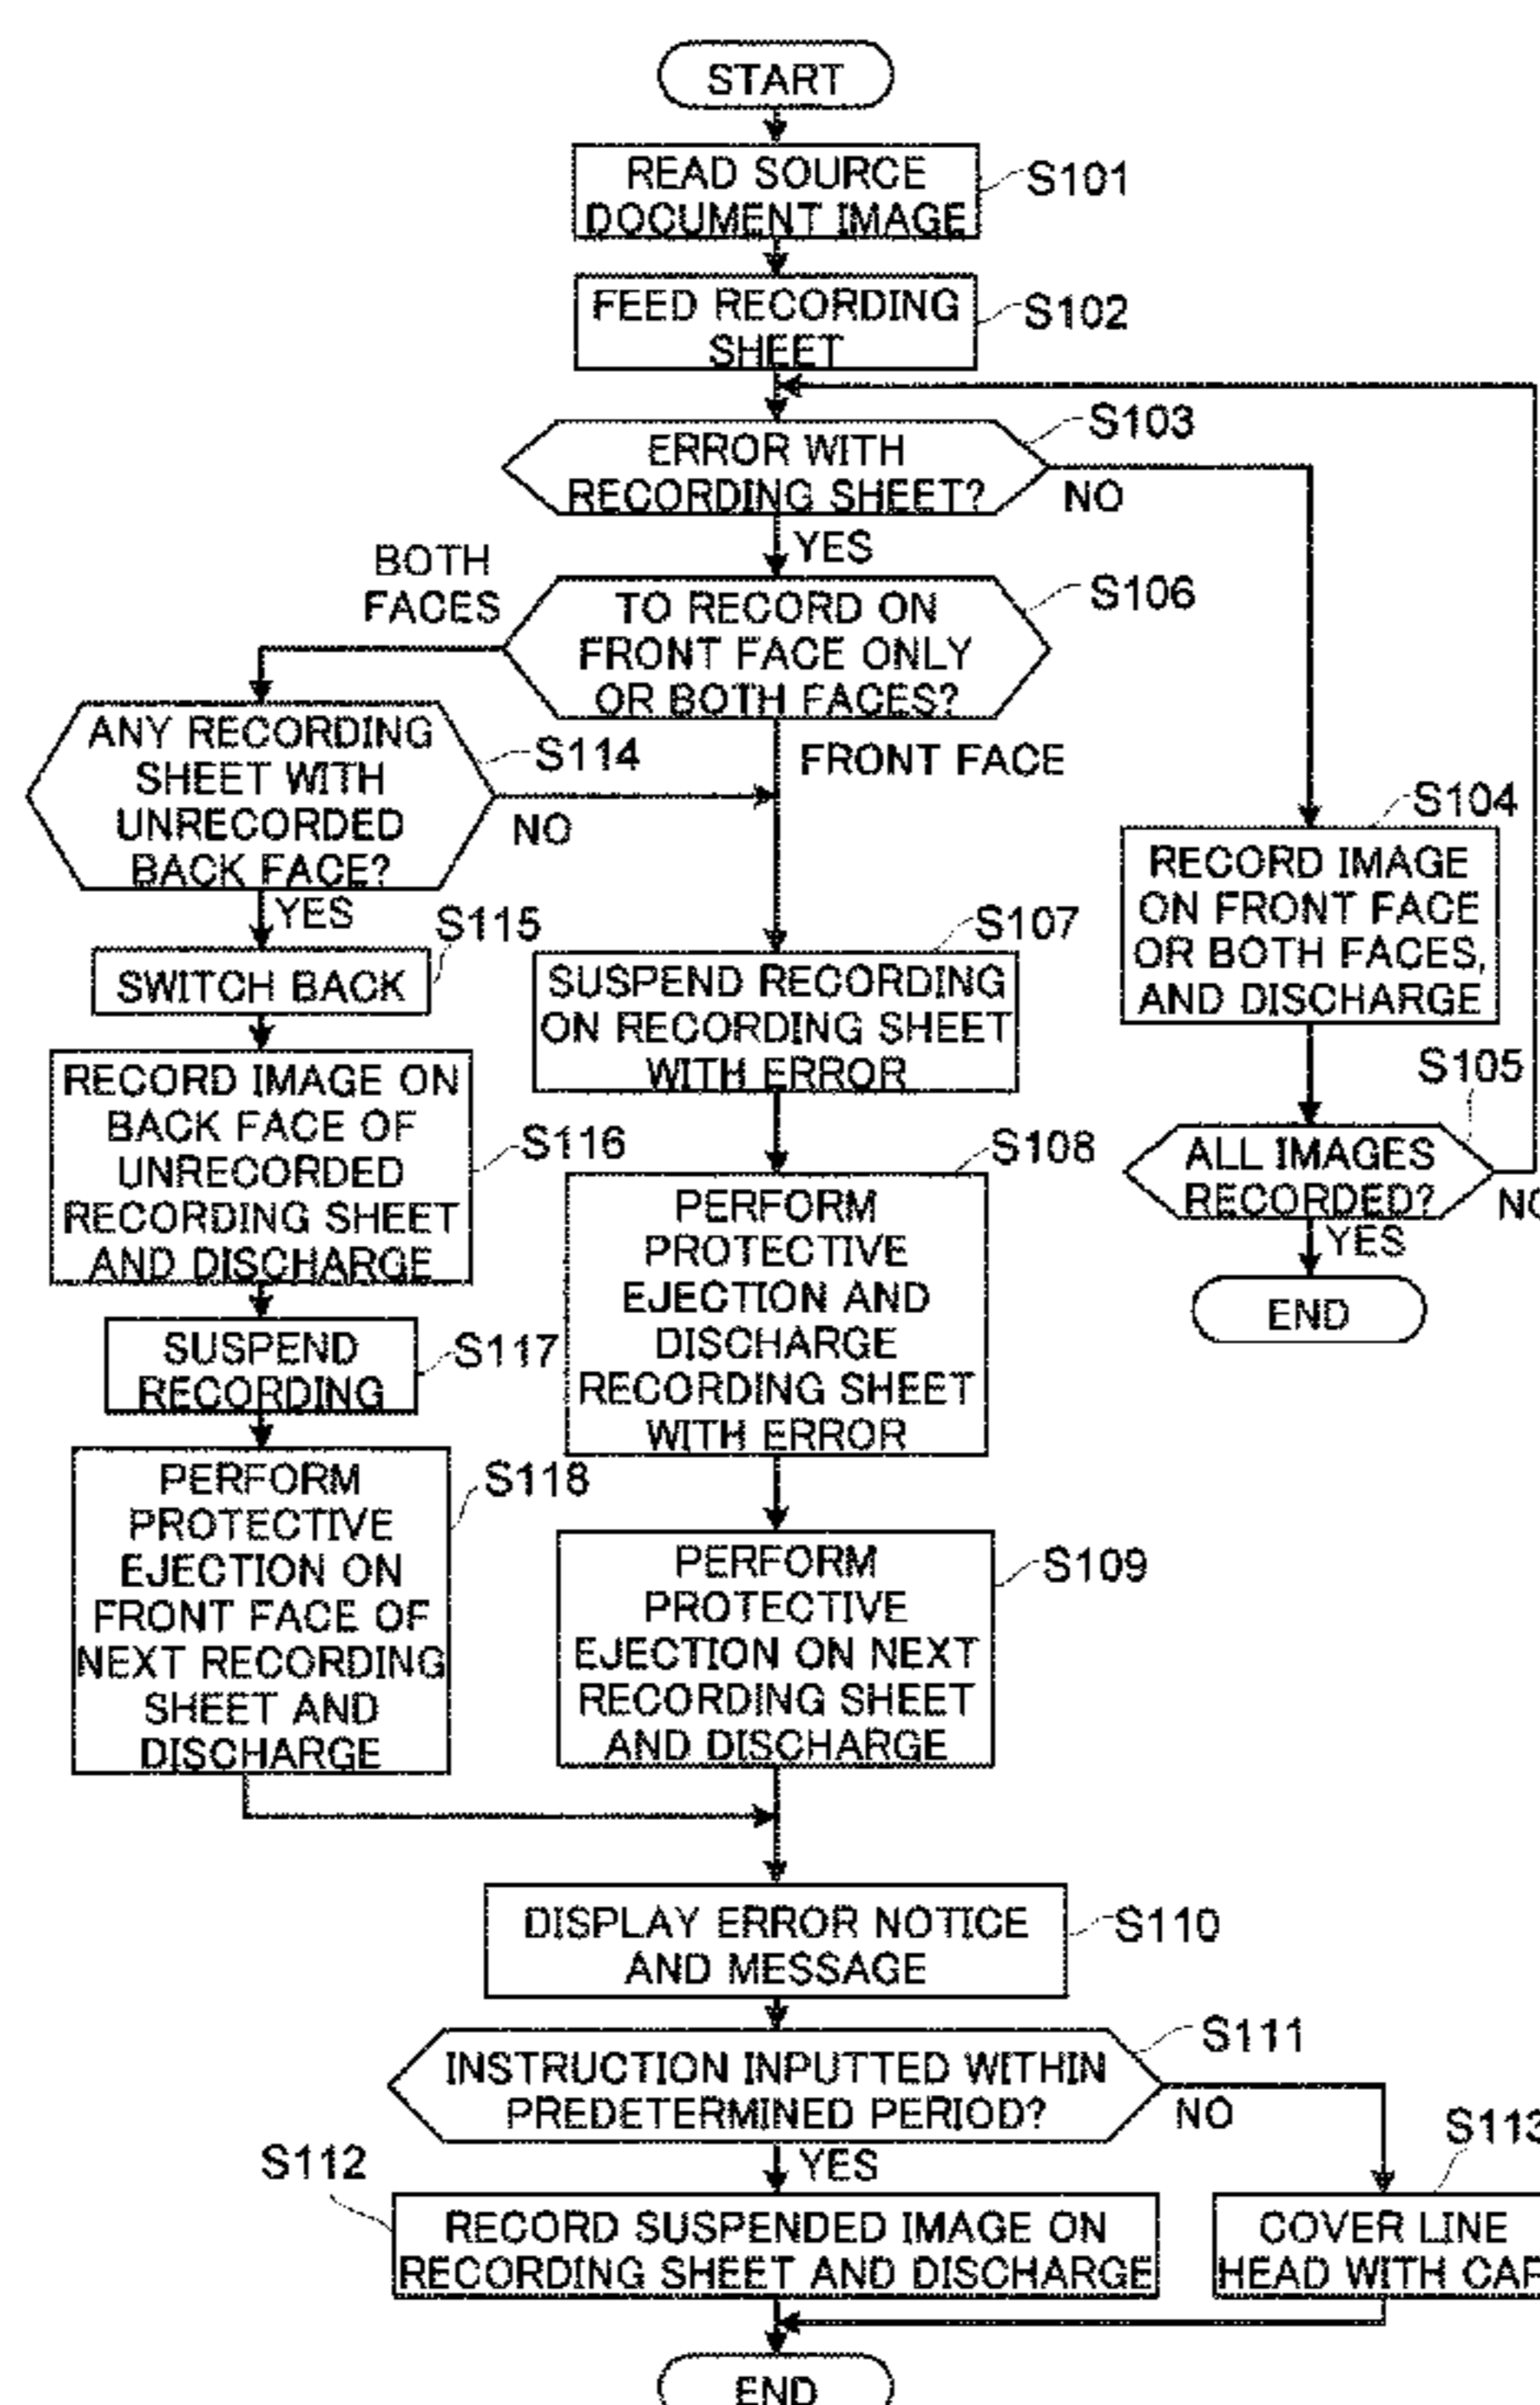 START
READ SOURCE
DOCUMENT IMAGE
S101
FEED RECORDING
SHEET
S102
ERROR WITH
RECORDING SHEET?
S103
NO
YES
BOTH
FACES
TO RECORD ON
FRONT FACE ONLY
OR BOTH FACES?
S106
FRONT FACE
ANY RECORDING
SHEET WITH
UNRECORDED
BACK FACE?
S114
NO
YES
S104
RECORD IMAGE
ON FRONT FACE
OR BOTH FACES,
AND DISCHARGE
S115
SWITCH BACK
S107
SUSPEND RECORDING
ON RECORDING SHEET
WITH ERROR
S105
ALL IMAGES
RECORDED?
NO
YES
END
RECORD IMAGE ON
BACK FACE OF
UNRECORDED
RECORDING SHEET
AND DISCHARGE
S116
S108
PERFORM
PROTECTIVE
EJECTION AND
DISCHARGE
RECORDING SHEET
WITH ERROR
SUSPEND
RECORDING
S117
PERFORM
PROTECTIVE
EJECTION ON
FRONT FACE OF
NEXT RECORDING
SHEET AND
DISCHARGE
S118
PERFORM
PROTECTIVE
EJECTION ON NEXT
RECORDING SHEET
AND DISCHARGE
S109
DISPLAY ERROR NOTICE
AND MESSAGE
S110
INSTRUCTION INPUTTED WITHIN
PREDETERMINED PERIOD?
S111
NO
YES
S112
RECORD SUSPENDED IMAGE ON
RECORDING SHEET AND DISCHARGE
S113
COVER LINE
HEAD WITH CAP
END